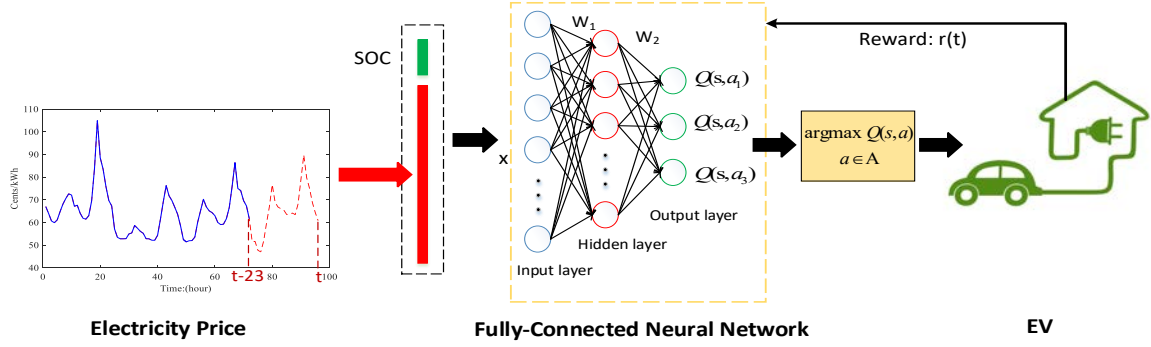 110
100
90
80
70
60
50
40
Cents/kWh
0
20
40
60
80
100
t-23
t
Time:(hour)
Electricity Price
SOC
x
W1
W2
Q(s,a1)
Q(s,a2)
Q(s,a3)
Output layer
Hidden layer
Input layer
Fully-Connected Neural Network
argmax Q(s,a)
a∈A
Reward: r(t)
EV